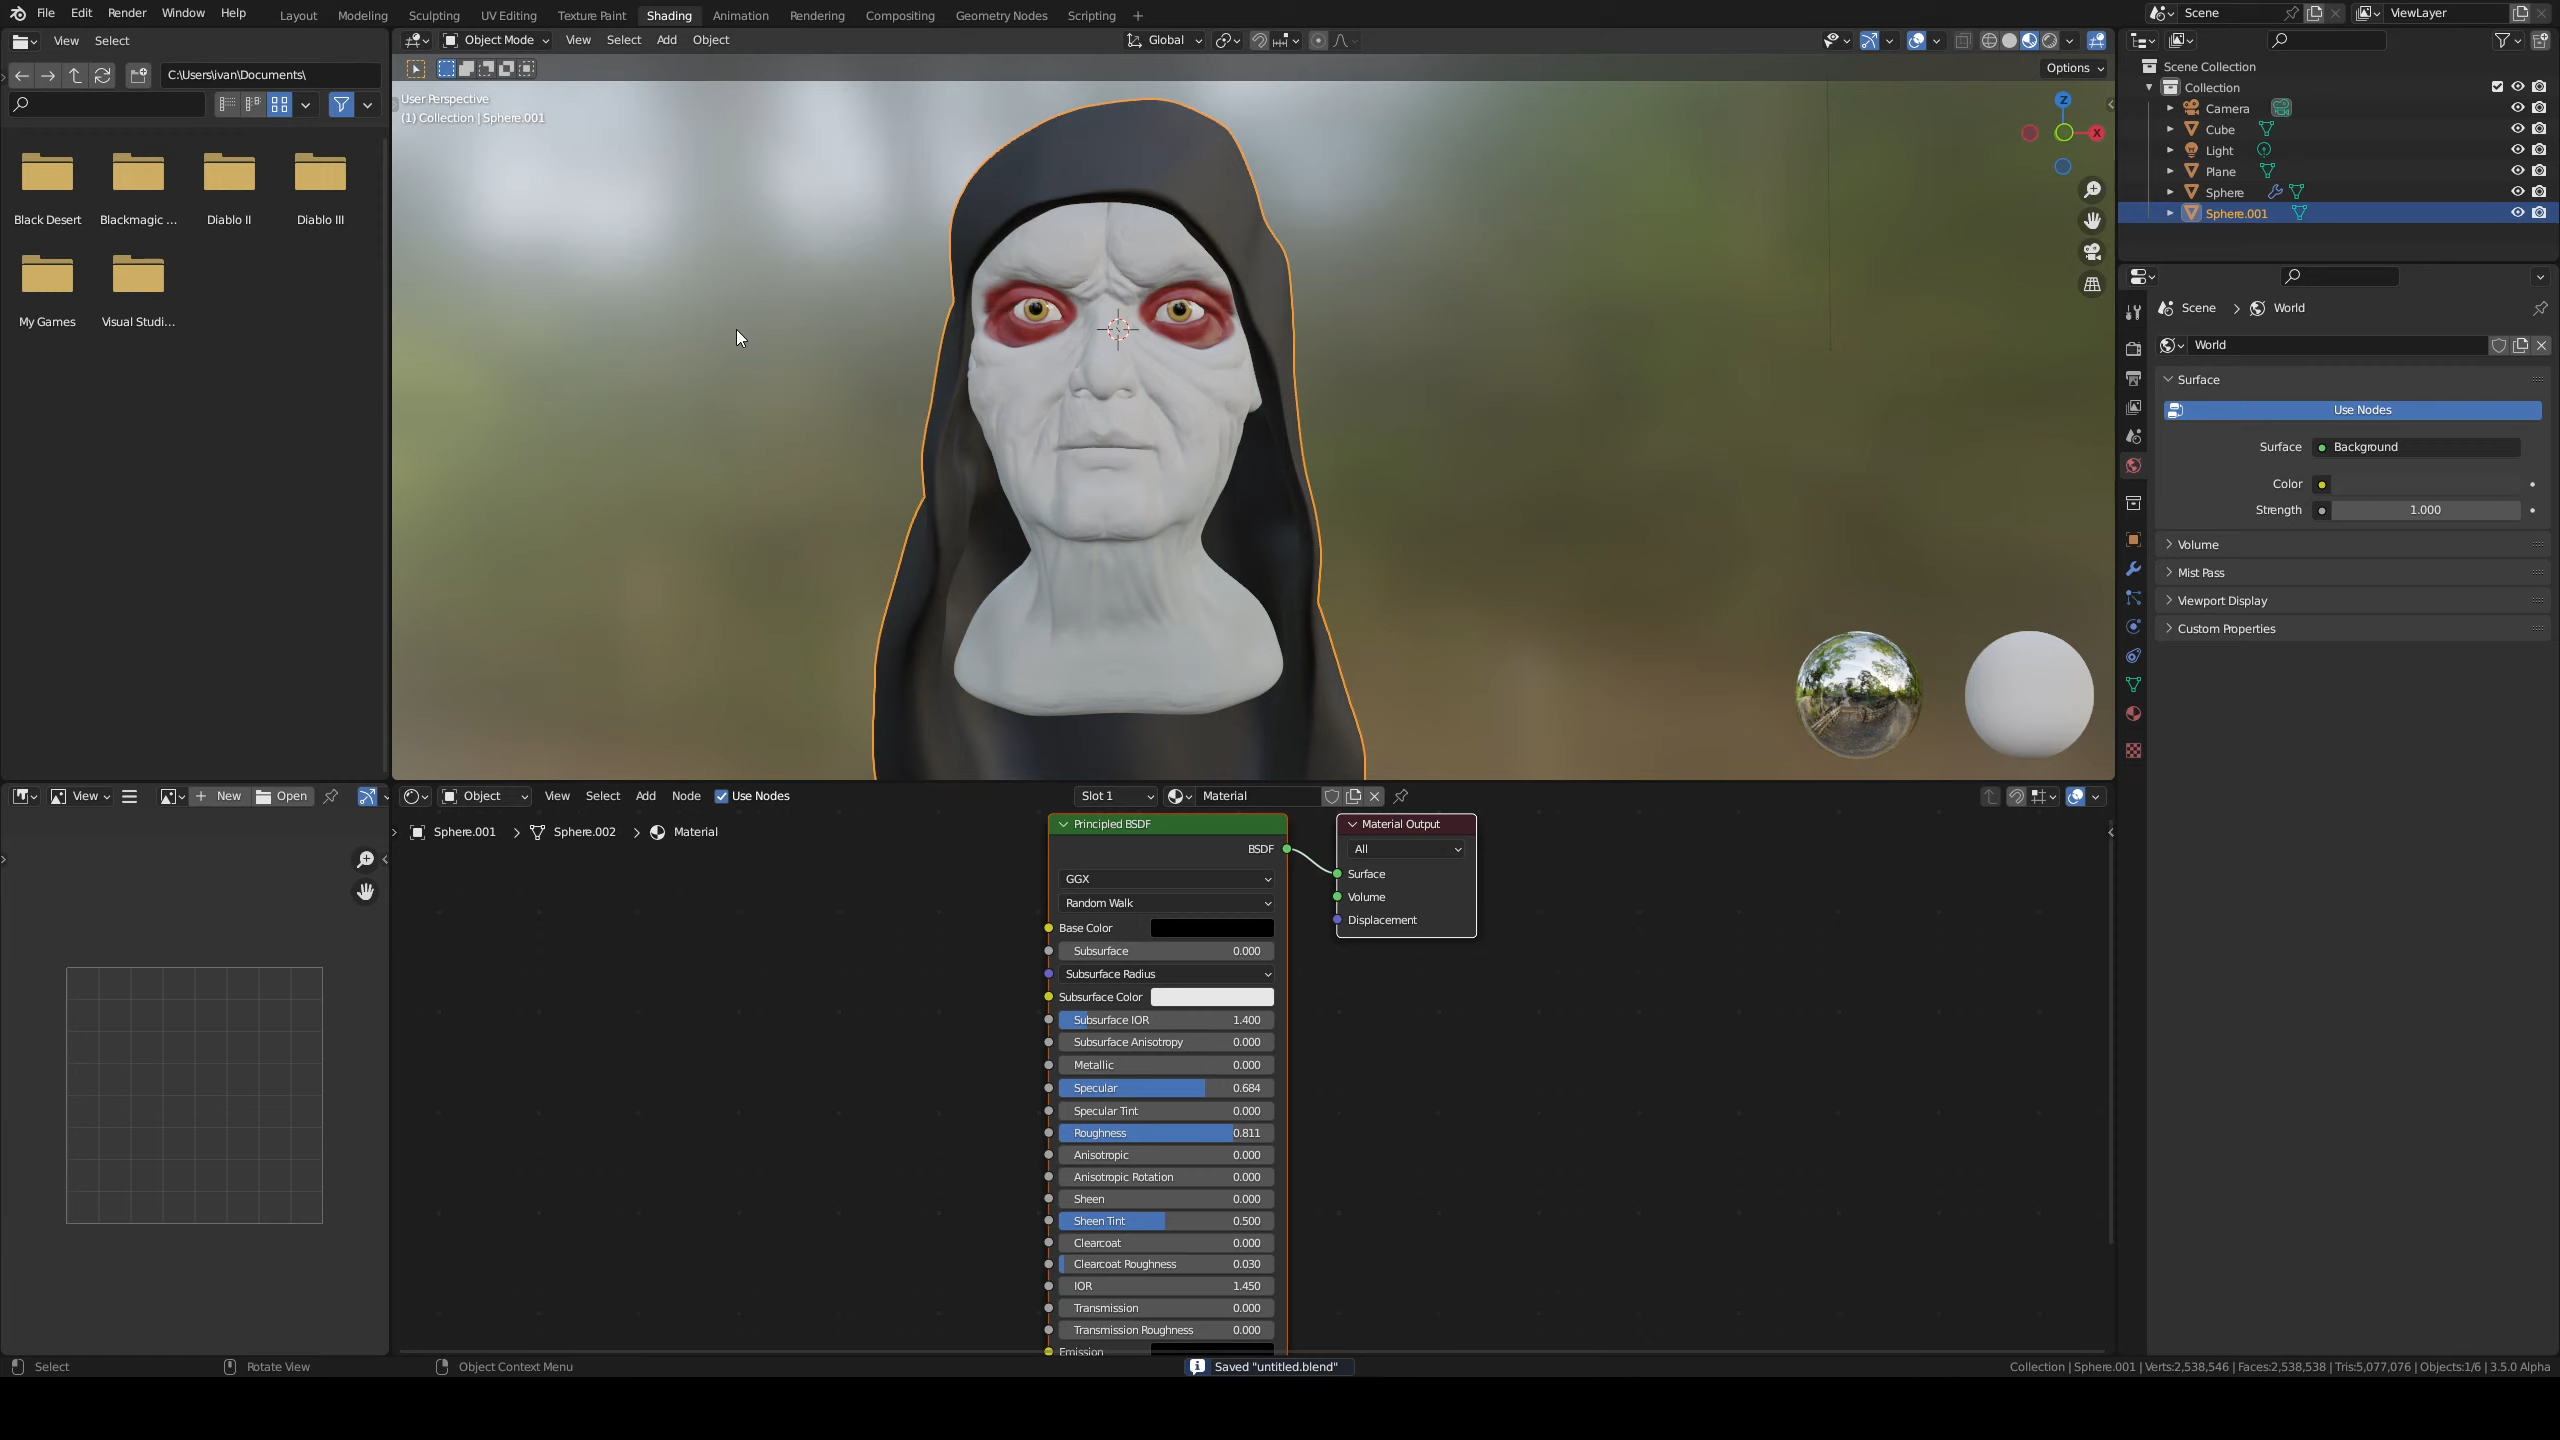 File Edit Render Window Help Layout Modeling Sculpting UV Editing Texture Paint Shading Animation Rendering Compositing Geometry Nodes Scripting + Scene ViewLayer
View Select
Object Mode View Select Add Object Global
C:\Users\ivan\Documents\
Options
User Perspective
(1) Collection | Sphere.001
Black Desert Blackmagic ... Diablo II Diablo III
My Games Visual Studi...
Z
X
Scene Collection
Collection
Camera
Cube
Light
Plane
Sphere
Sphere.001
Scene > World
World
Surface
Use Nodes
Surface Background
Color
Strength 1.000
Volume
Mist Pass
Viewport Display
Custom Properties
View New Open
Object View Select Add Node Use Nodes Slot 1 Material
Sphere.001 > Sphere.002 > Material
Principled BSDF
BSDF
GGX
Random Walk
Base Color
Subsurface 0.000
Subsurface Radius
Subsurface Color
Subsurface IOR 1.400
Subsurface Anisotropy 0.000
Metallic 0.000
Specular 0.684
Specular Tint 0.000
Roughness 0.811
Anisotropic 0.000
Anisotropic Rotation 0.000
Sheen 0.000
Sheen Tint 0.500
Clearcoat 0.000
Clearcoat Roughness 0.030
IOR 1.450
Transmission 0.000
Transmission Roughness 0.000
Emission
Material Output
All
Surface
Volume
Displacement
Select Rotate View Object Context Menu Saved "untitled.blend" Collection | Sphere.001 | Verts:2,538,546 | Faces:2,538,538 | Tris:5,077,076 | Objects:1/6 | 3.5.0 Alpha